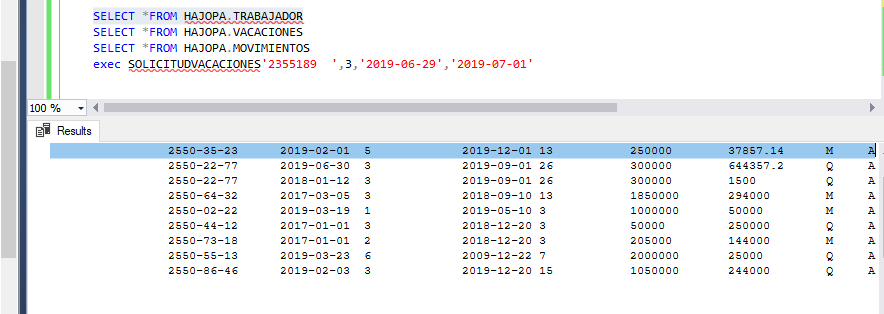 SELECT *FROM HAJOPA.TRABAJADOR
SELECT *FROM HAJOPA.VACACIONES
SELECT *FROM HAJOPA.MOVIMIENTOS
exec SOLICITUDVACACIONES'2355189  ',3,'2019-06-29','2019-07-01'
100 %
Results
2550-35-23 2019-02-01 5 2019-12-01 13 250000 37857.14 M A
2550-22-77 2019-06-30 3 2019-09-01 26 300000 644357.2 Q A
2550-22-77 2018-01-12 3 2019-09-01 26 300000 1500 Q A
2550-64-32 2017-03-05 3 2018-09-10 13 1850000 294000 M A
2550-02-22 2019-03-19 1 2019-05-10 3 1000000 50000 M A
2550-44-12 2017-01-01 3 2018-12-20 3 50000 250000 Q A
2550-73-18 2017-01-01 2 2018-12-20 3 205000 144000 M A
2550-55-13 2019-03-23 6 2009-12-22 7 2000000 25000 Q A
2550-86-46 2019-02-03 3 2019-12-20 15 1050000 244000 Q A